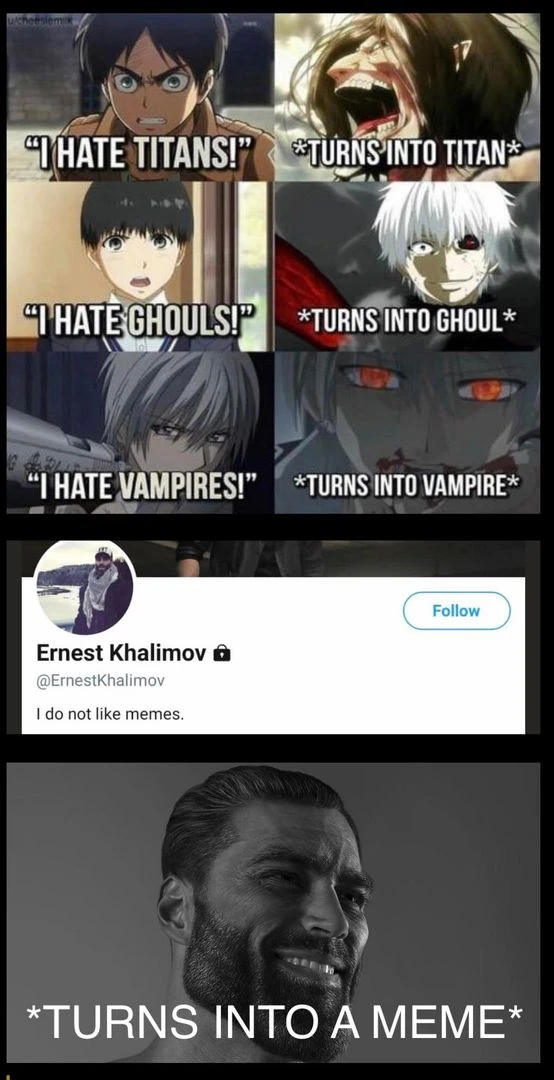 u/cheesiemilk
“I HATE TITANS!”
*TURNS INTO TITAN*
“I HATE GHOULS!”
*TURNS INTO GHOUL*
“I HATE VAMPIRES!”
*TURNS INTO VAMPIRE*
Follow
Ernest Khalimov
@ErnestKhalimov
I do not like memes.
*TURNS INTO A MEME*